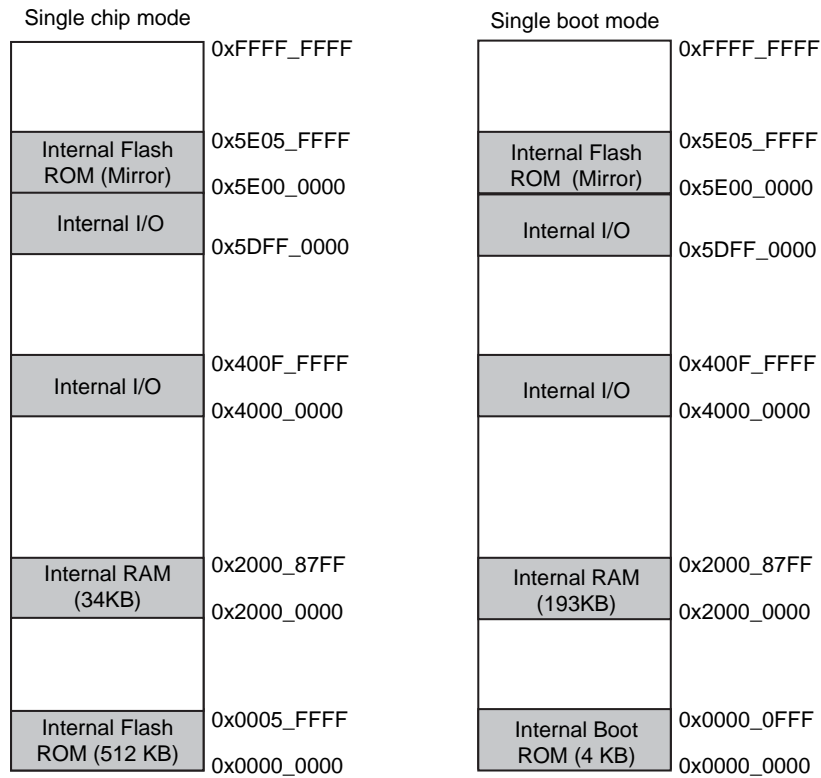 Single chip mode
0xFFFF_FFFF
Internal Flash
ROM (Mirror)
0x5E05_FFFF
0x5E00_0000
Internal I/O
0x5DFF_0000
Internal I/O
0x400F_FFFF
0x4000_0000
Internal RAM
(34KB)
0x2000_87FF
0x2000_0000
Internal Flash
ROM (512 KB)
0x0005_FFFF
0x0000_0000
Single boot mode
0xFFFF_FFFF
Internal Flash
ROM (Mirror)
0x5E05_FFFF
0x5E00_0000
Internal I/O
0x5DFF_0000
Internal I/O
0x400F_FFFF
0x4000_0000
Internal RAM
(193KB)
0x2000_87FF
0x2000_0000
Internal Boot
ROM (4 KB)
0x0000_0FFF
0x0000_0000